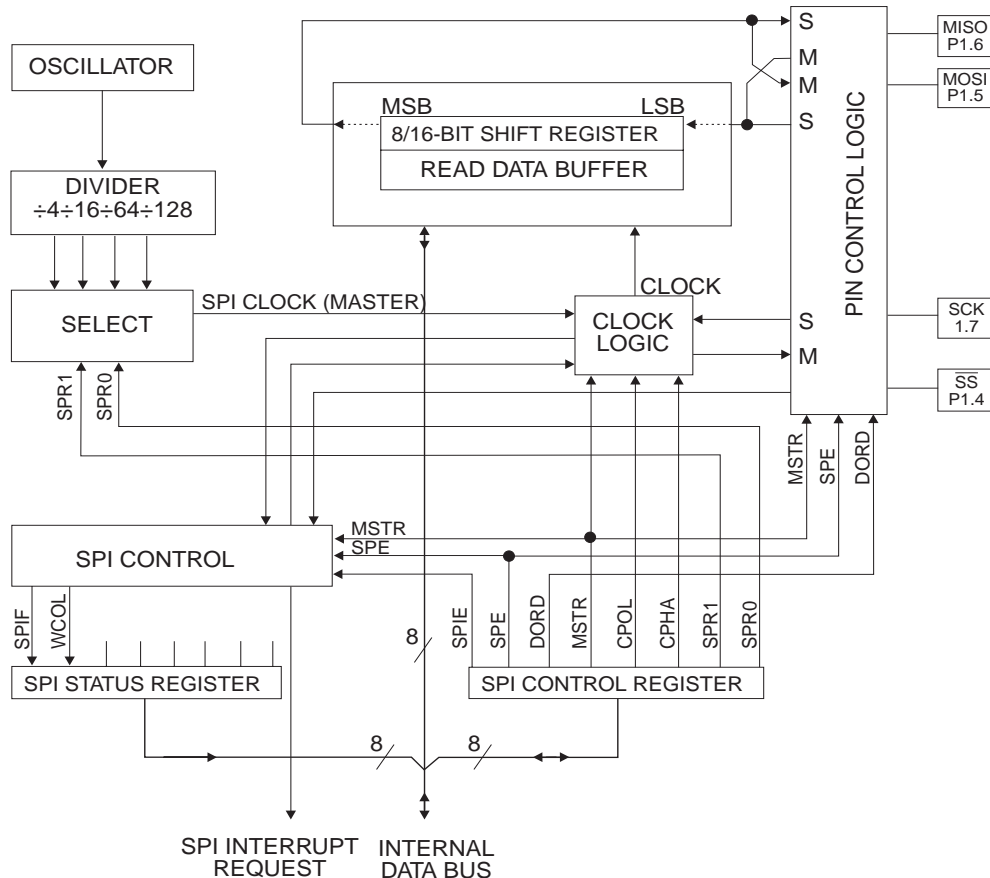 OSCILLATOR
DIVIDER
÷4÷16÷64÷128
SELECT
SPI CLOCK (MASTER)
SPR1
SPR0
MSB
LSB
8/16-BIT SHIFT REGISTER
READ DATA BUFFER
CLOCK
CLOCK
LOGIC
S
M
M
S
S
M
PIN CONTROL LOGIC
MISO
P1.6
MOSI
P1.5
SCK
1.7
SS
P1.4
MSTR
SPE
DORD
SPI CONTROL
MSTR
SPE
SPIF
WCOL
SPI STATUS REGISTER
8
SPIE
SPE
DORD
MSTR
CPOL
CPHA
SPR1
SPR0
SPI CONTROL REGISTER
8
8
SPI INTERRUPT
REQUEST
INTERNAL
DATA BUS